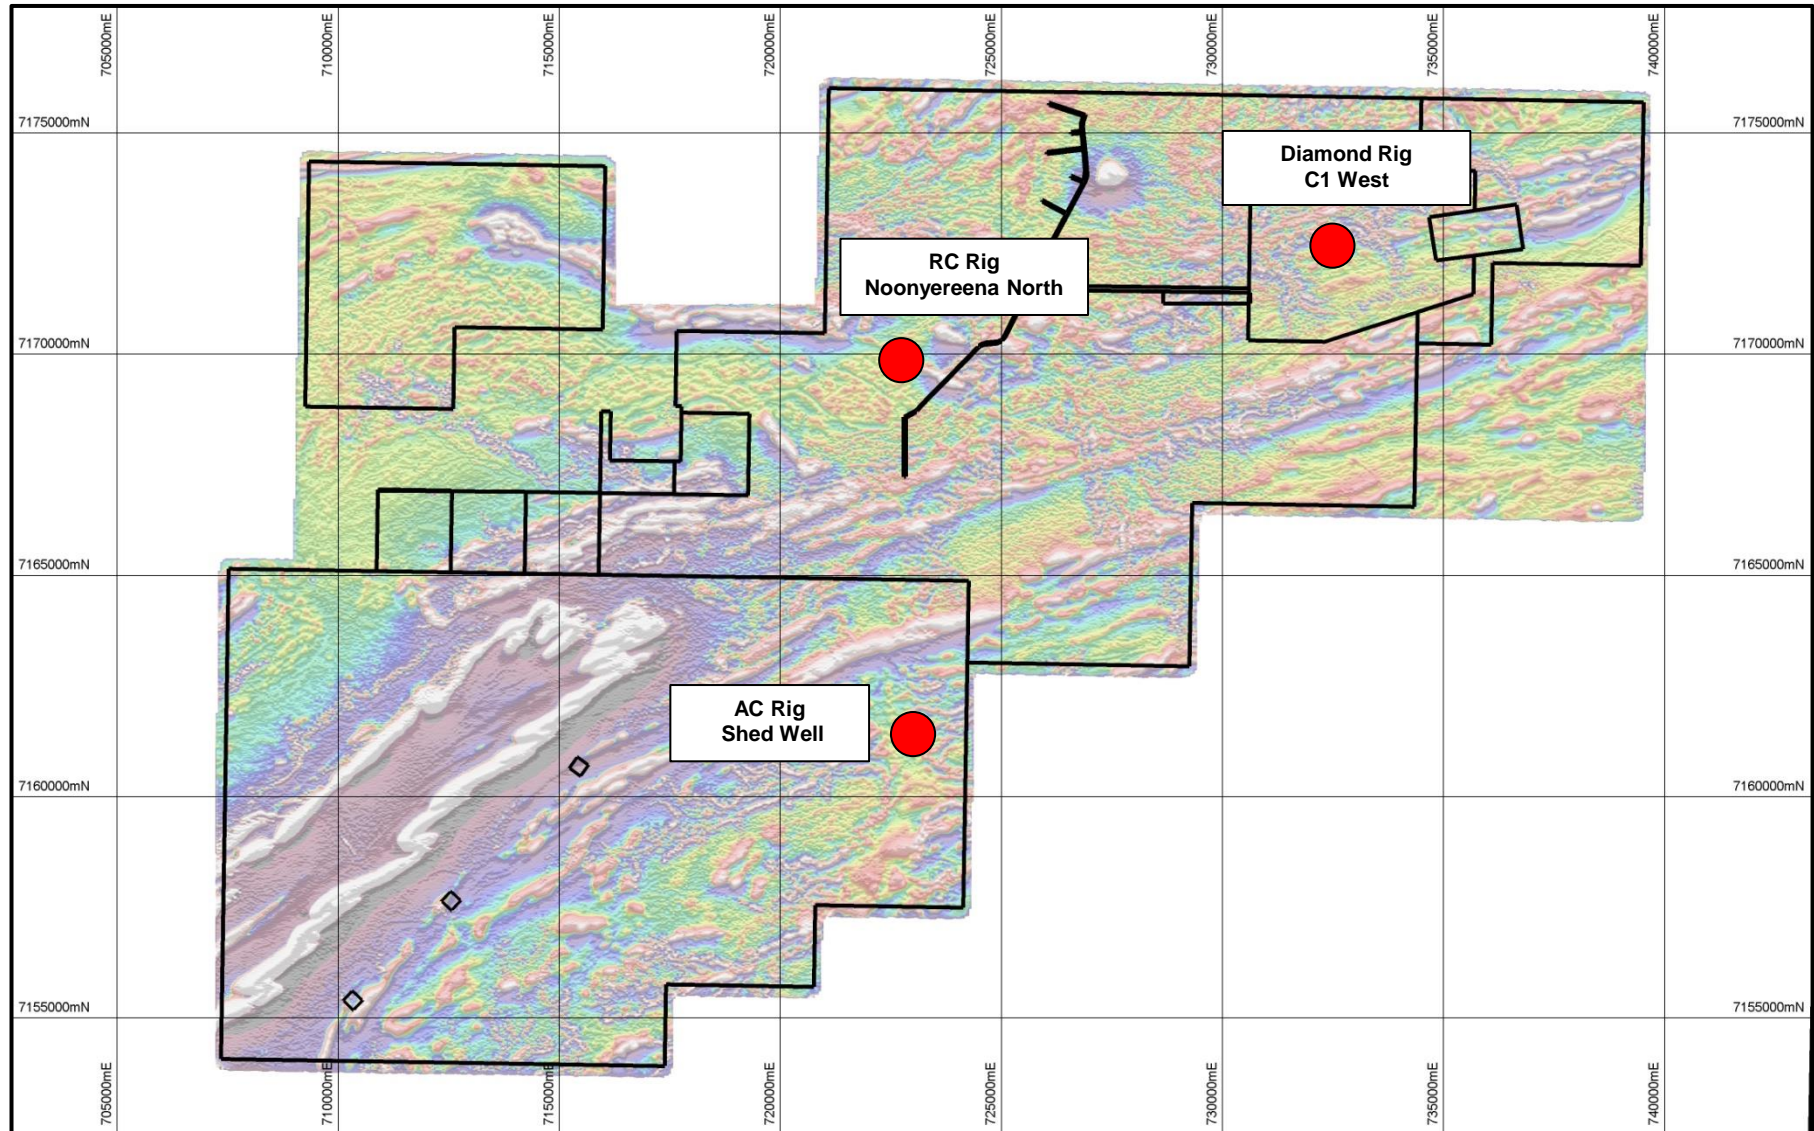 705000mE
710000mE
715000mE
720000mE
725000mE
730000mE
735000mE
740000mE
7175000mN
7175000mN
Diamond Rig
C1 West
RC Rig
Noonyereena North
7170000mN
7170000mN
7165000mN
7165000mN
AC Rig
Shed Well
7160000mN
7160000mN
7155000mN
7155000mN
705000mE
710000mE
715000mE
720000mE
725000mE
730000mE
735000mE
740000mE